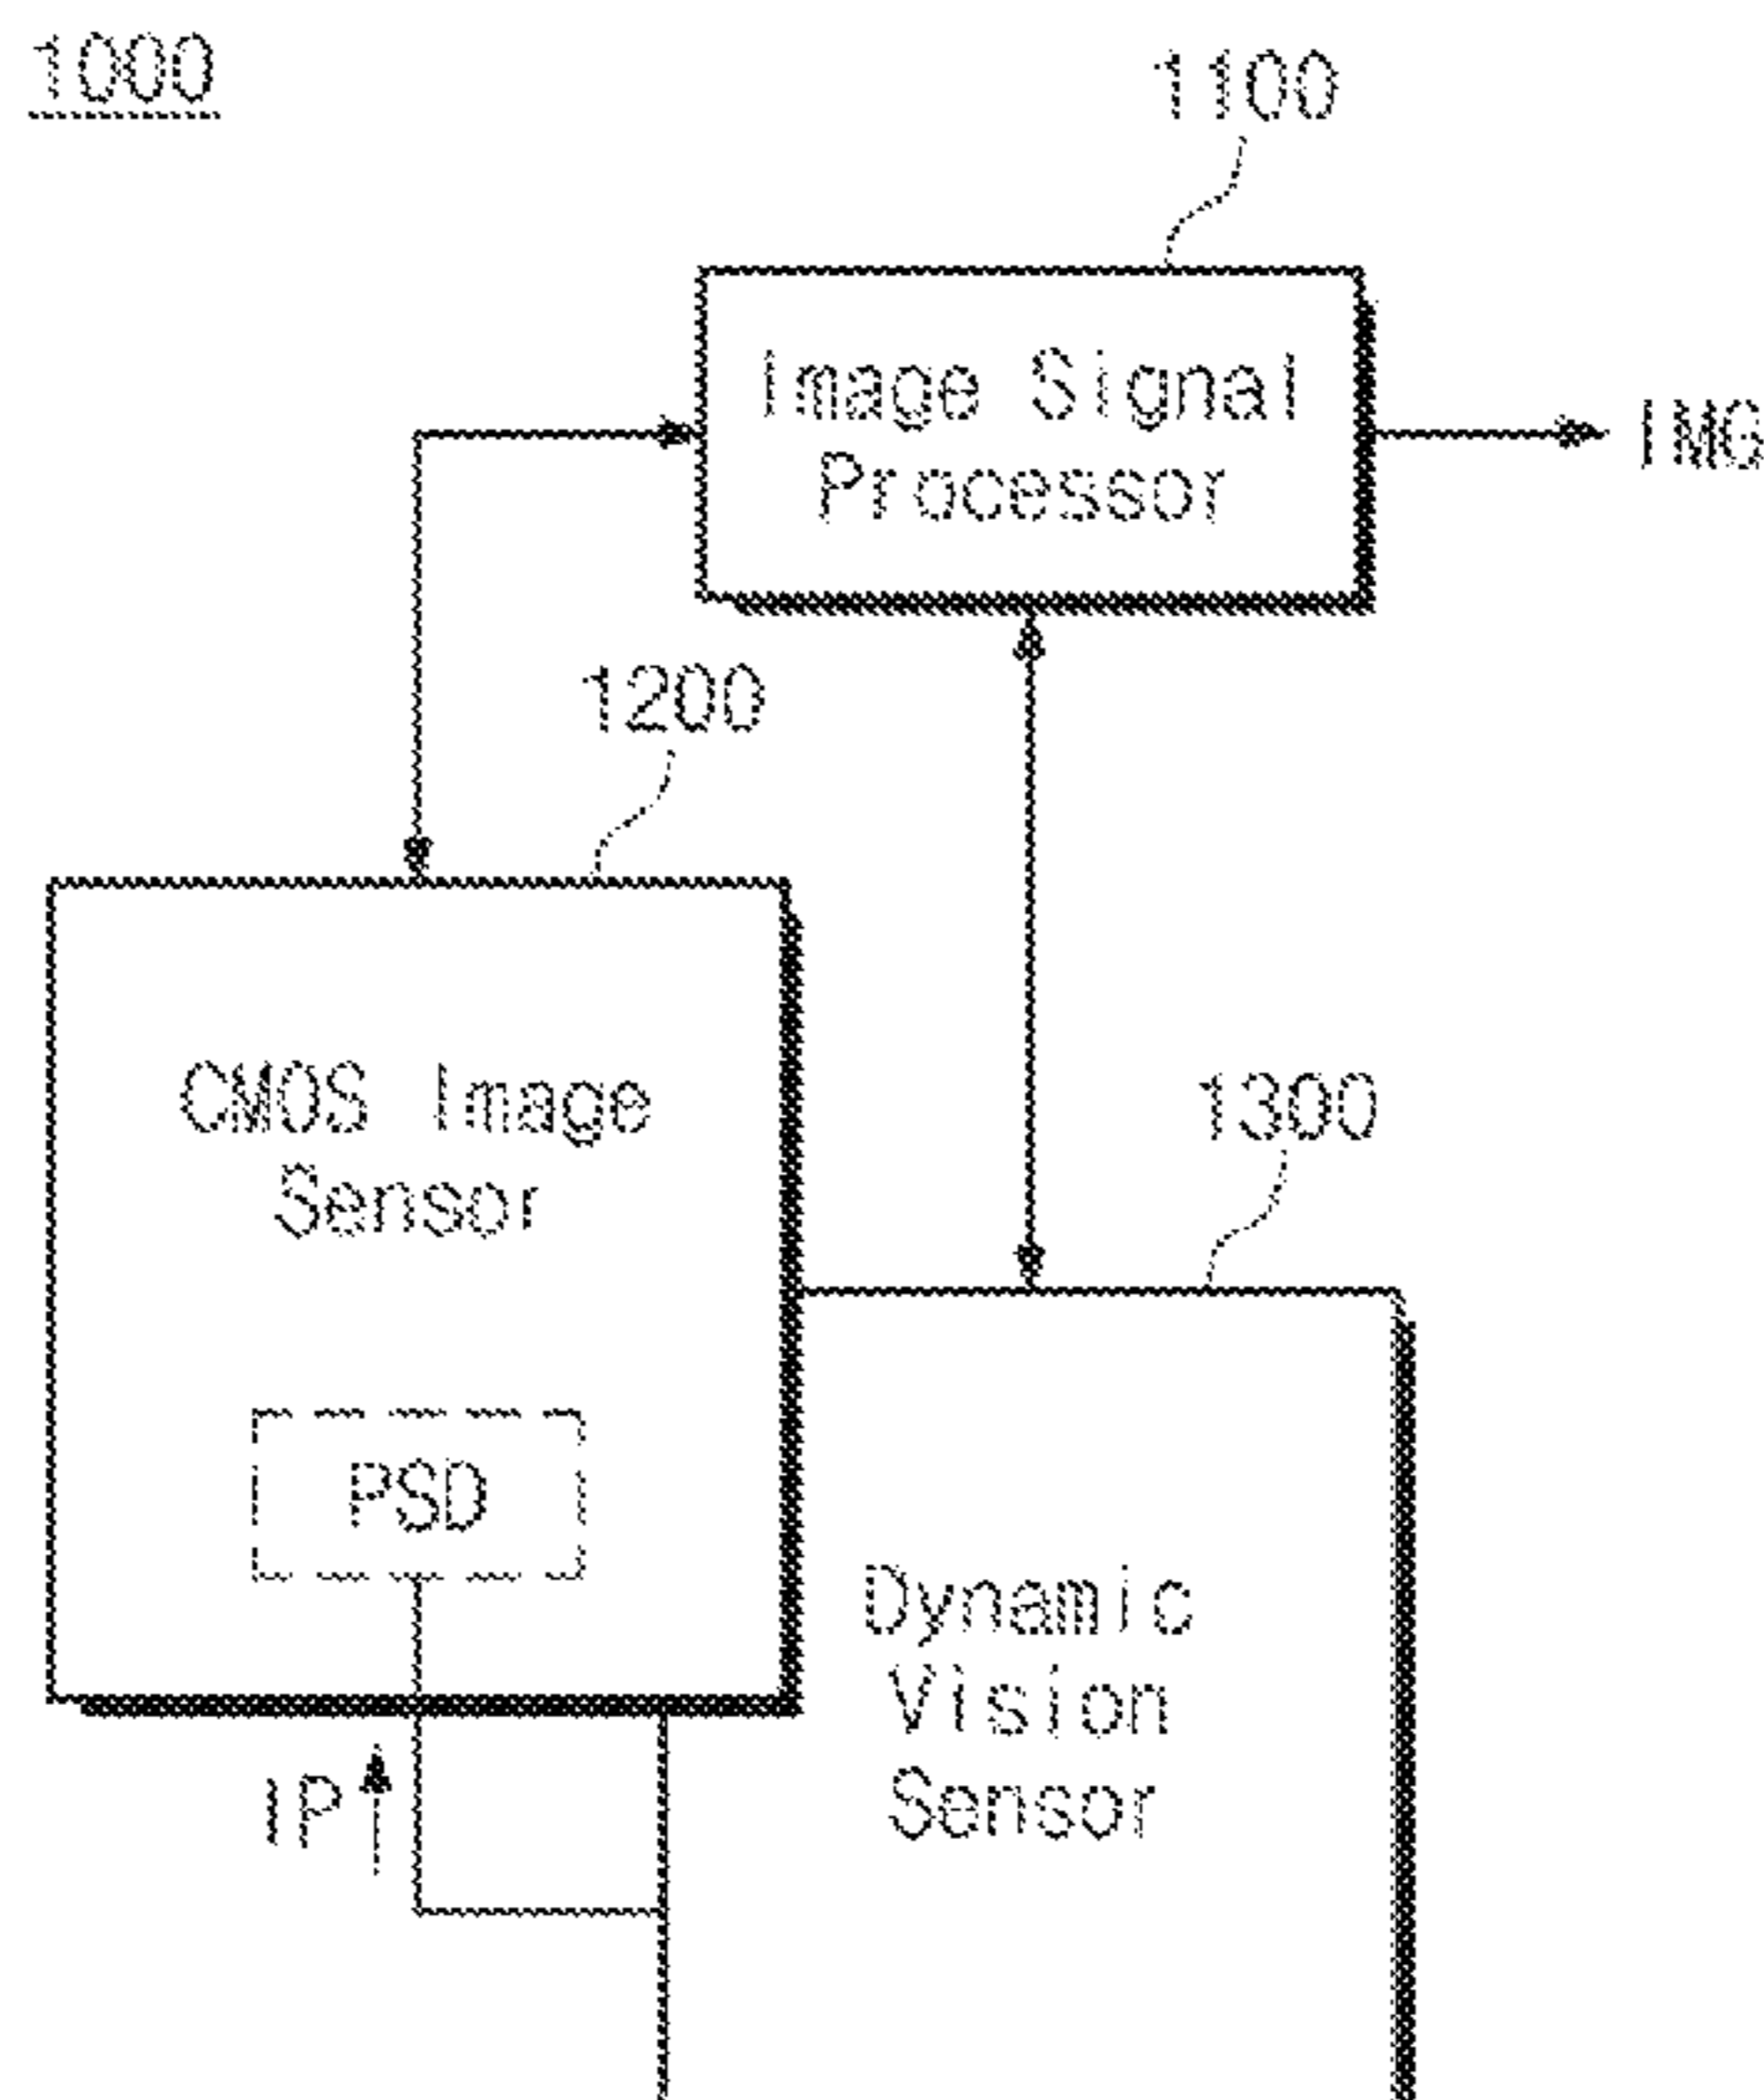 1000
1100
Image Signal
Processor
IMG
1200
CMOS Image
Sensor
1300
PSD
Dynamic
Vision
Sensor
IP